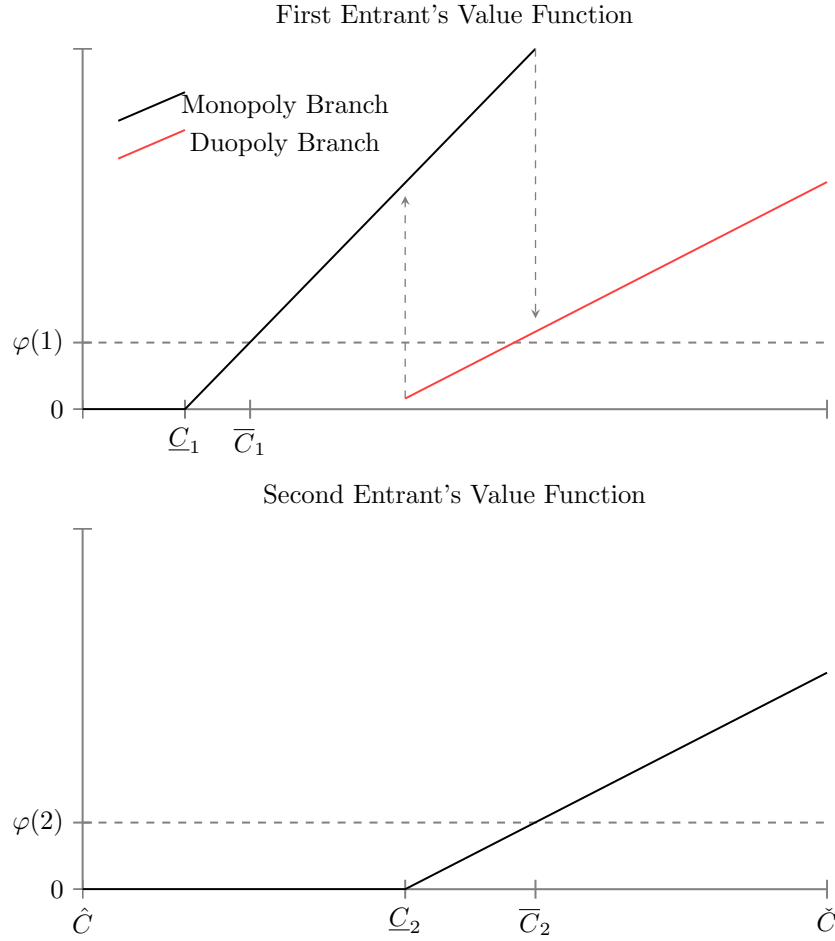 First Entrant's Value Function
Monopoly Branch
Duopoly Branch
φ(1)
0
C̲₁ C̅₁
Second Entrant's Value Function
φ(2)
0
Ĉ C̲₂ C̅₂ Č